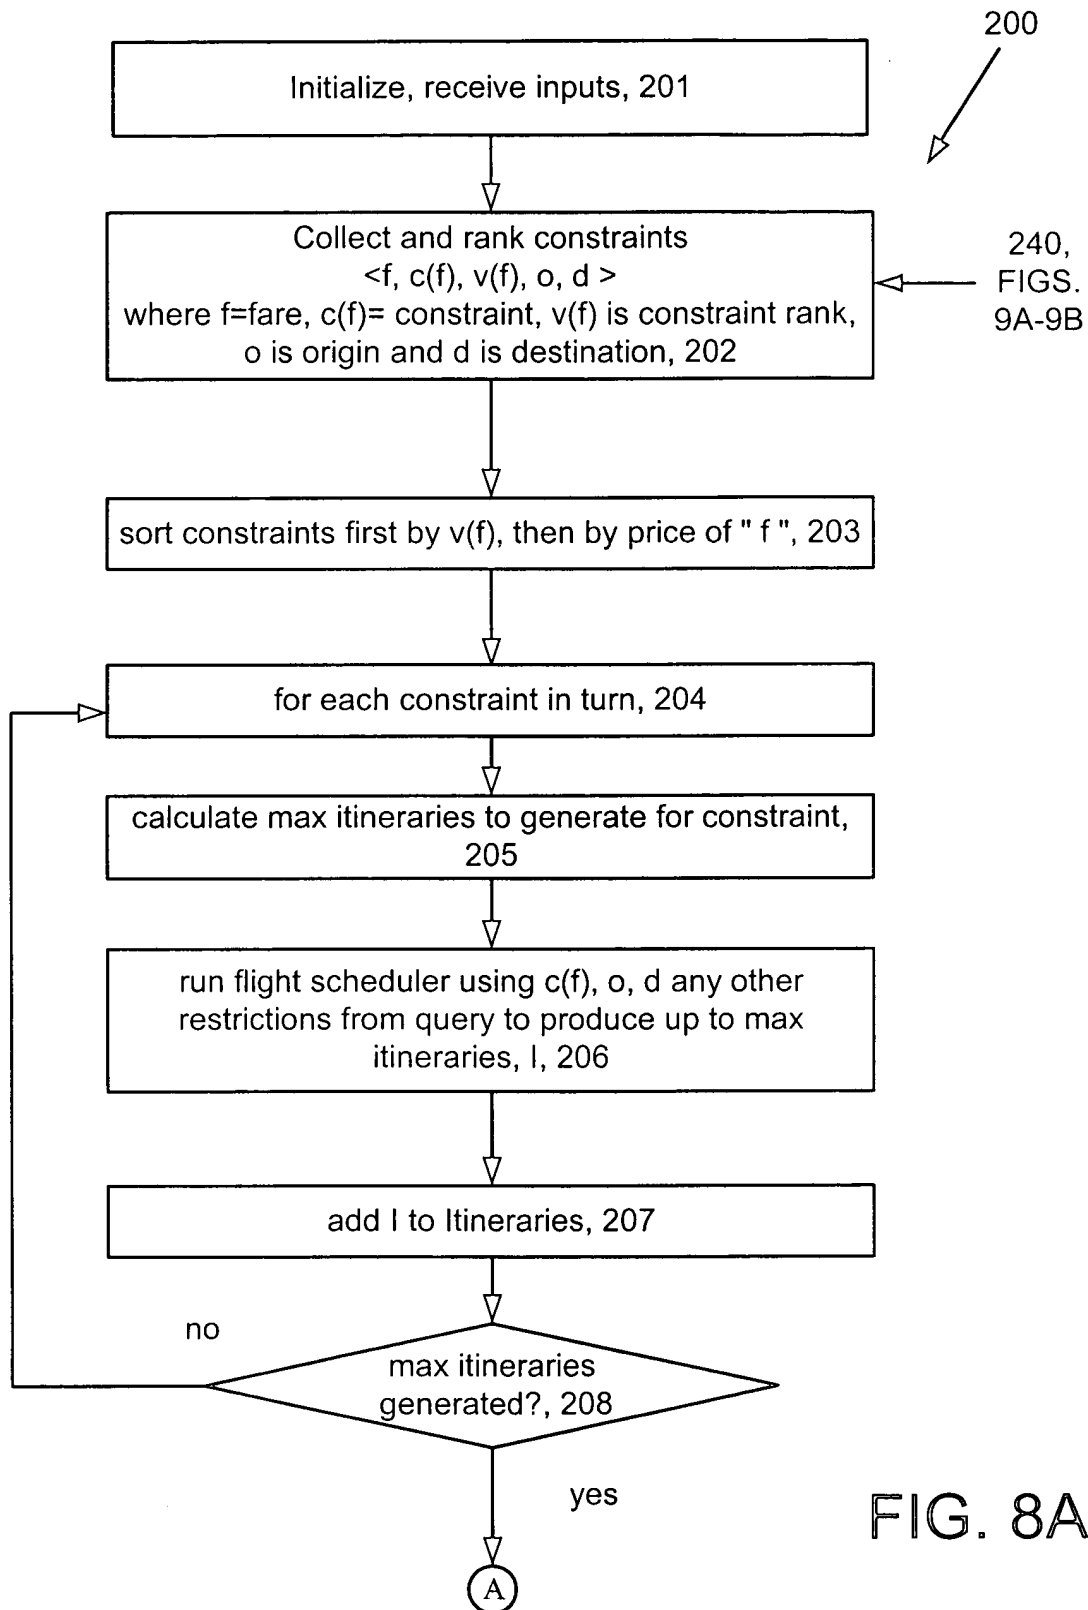 200
Initialize, receive inputs, 201
Collect and rank constraints
<f, c(f), v(f), o, d >
where f=fare, c(f)= constraint, v(f) is constraint rank,
o is origin and d is destination, 202
240,
FIGS.
9A-9B
sort constraints first by v(f), then by price of " f ", 203
for each constraint in turn, 204
calculate max itineraries to generate for constraint,
205
run flight scheduler using c(f), o, d any other
restrictions from query to produce up to max
itineraries, I, 206
add I to Itineraries, 207
no
max itineraries
generated?, 208
yes
FIG. 8A
A